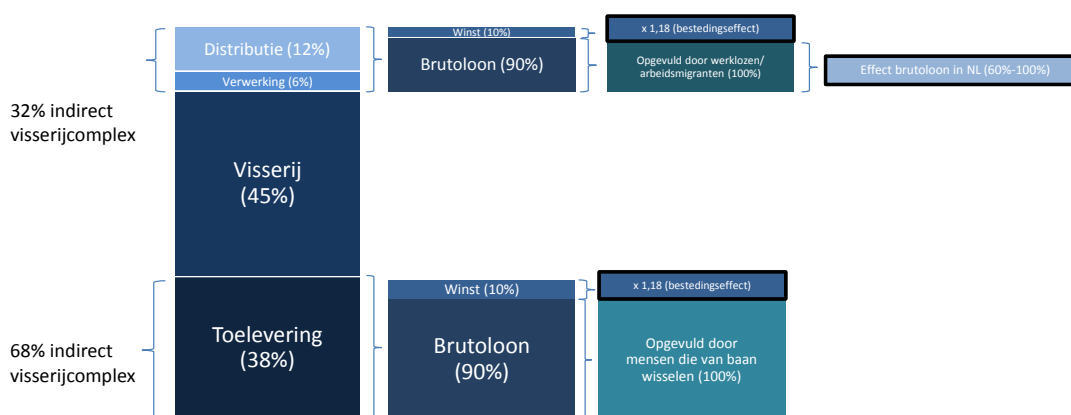 Distributie (12%)
Verwerking (6%)
32% indirect
visserijcomplex
Winst (10%)
Brutoloon (90%)
x 1,18 (bestedingseffect)
Opgevuld door werklozen/
arbeidsmigranten (100%)
Effect brutoloon in NL (60%-100%)
Visserij
(45%)
68% indirect
visserijcomplex
Toelevering
(38%)
Winst (10%)
Brutoloon
(90%)
x 1,18 (bestedingseffect)
Opgevuld door
mensen die van baan
wisselen (100%)